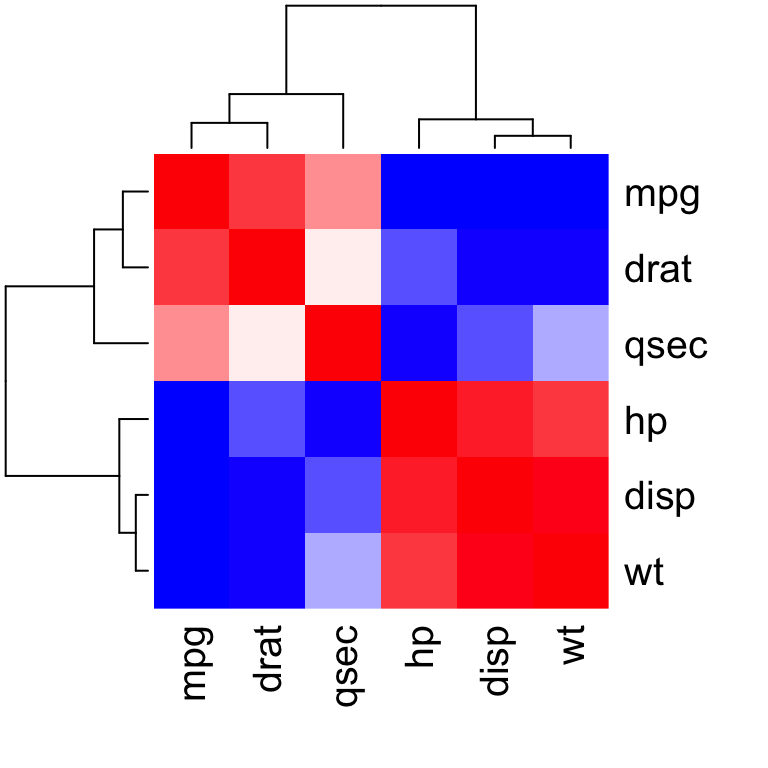 mpg
drat
qsec
hp
disp
wt
mpg
drat
qsec
hp
disp
wt